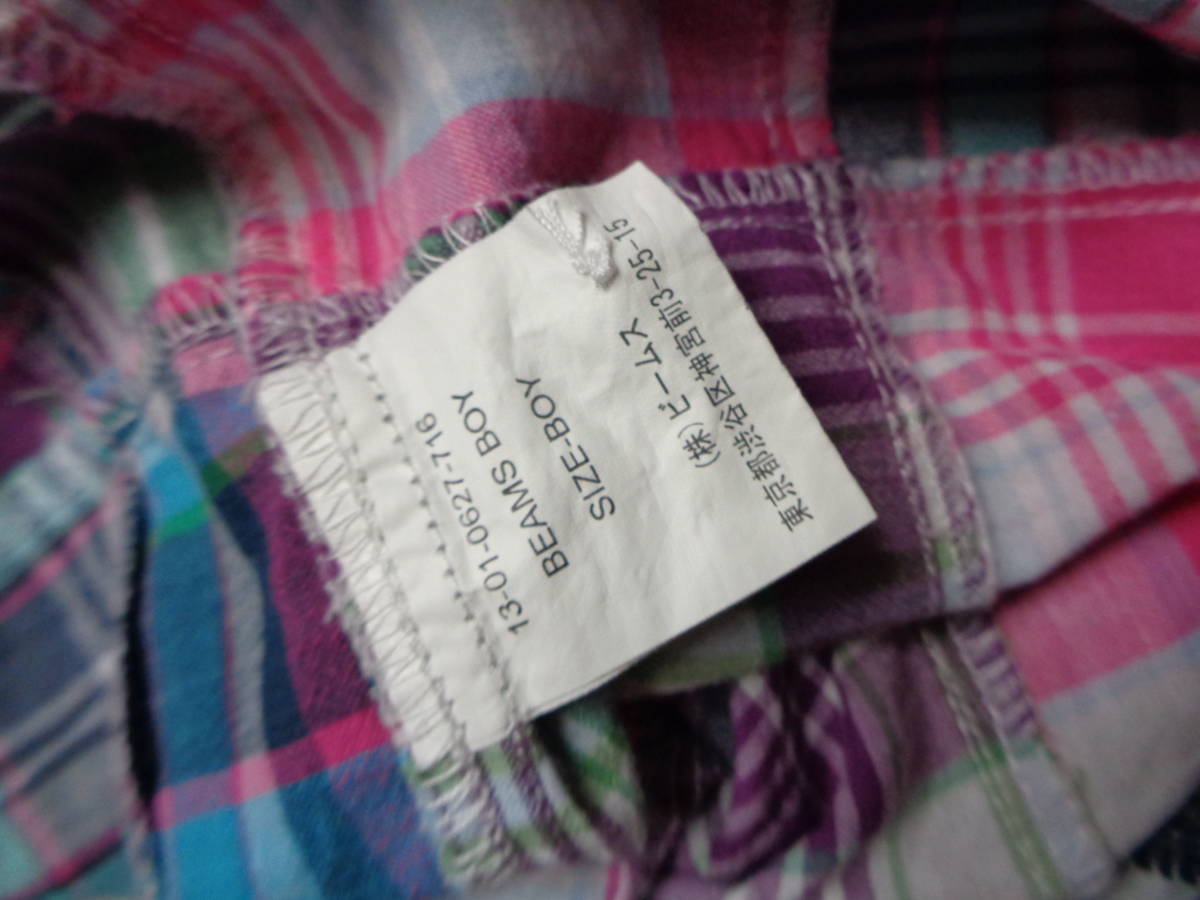 13-01-0627-716
BEAMS BOY
SIZE-BOY
(株)ビームス
東京都渋谷区神宮前3-25-15